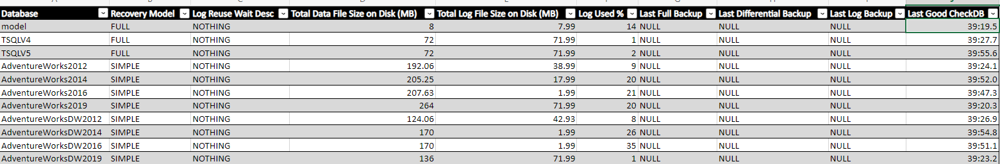 Database Recovery Model Log Reuse Wait Desc Total Data File Size on Disk (MB) Total Log File Size on Disk (MB) Log Used % Last Full Backup Last Differential Backup Last Log Backup Last Good CheckDB
model FULL NOTHING 8 7.99 14 NULL NULL NULL 39:19.5
TSQLV4 FULL NOTHING 72 71.99 1 NULL NULL NULL 39:27.7
TSQLV5 FULL NOTHING 72 71.99 2 NULL NULL NULL 39:55.6
AdventureWorks2012 SIMPLE NOTHING 192.06 38.99 9 NULL NULL NULL 39:24.1
AdventureWorks2014 SIMPLE NOTHING 205.25 17.99 20 NULL NULL NULL 39:52.0
AdventureWorks2016 SIMPLE NOTHING 207.63 1.99 21 NULL NULL NULL 39:47.3
AdventureWorks2019 SIMPLE NOTHING 264 71.99 20 NULL NULL NULL 39:20.3
AdventureWorksDW2012 SIMPLE NOTHING 124.06 42.93 8 NULL NULL NULL 39:26.9
AdventureWorksDW2014 SIMPLE NOTHING 170 1.99 26 NULL NULL NULL 39:54.8
AdventureWorksDW2016 SIMPLE NOTHING 170 1.99 35 NULL NULL NULL 39:51.1
AdventureWorksDW2019 SIMPLE NOTHING 136 71.99 1 NULL NULL NULL 39:23.2